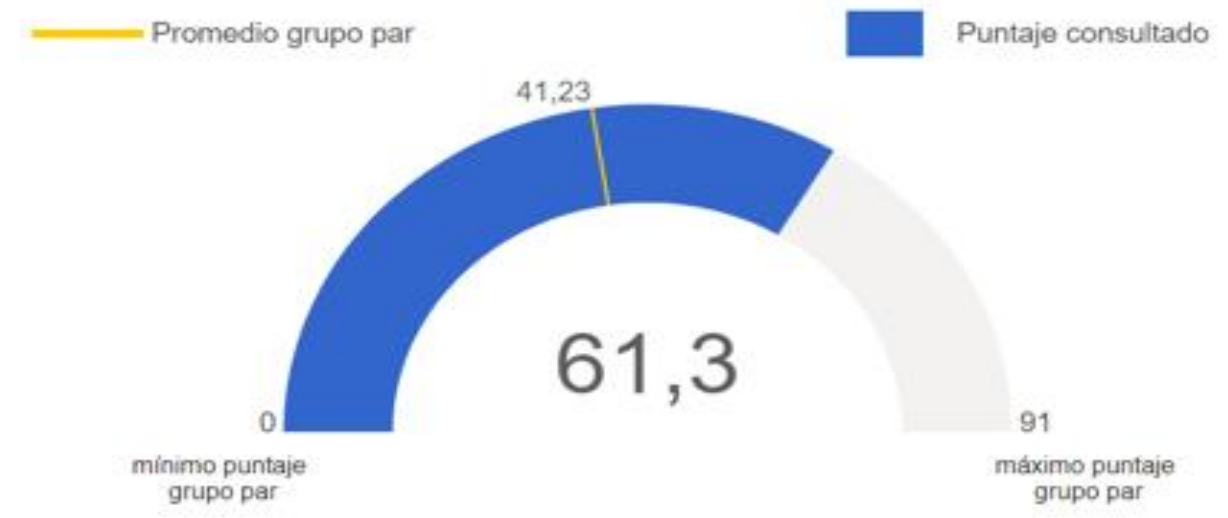 Promedio grupo par
Puntaje consultado
41,23
61,3
0
91
mínimo puntaje
grupo par
máximo puntaje
grupo par